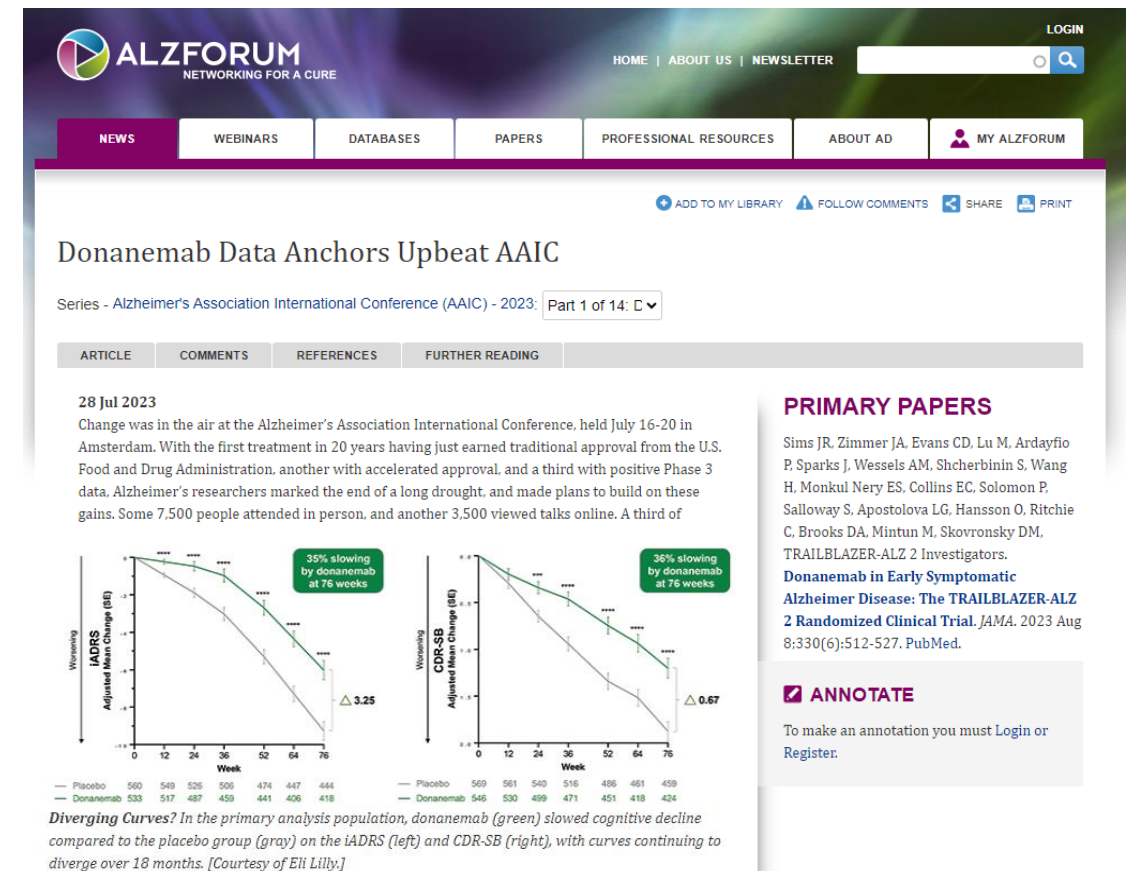 LOGIN
ALZFORUM
NETWORKING FOR A CURE
HOME | ABOUT US | NEWSLETTER
NEWS WEBINARS DATABASES PAPERS PROFESSIONAL RESOURCES ABOUT AD MY ALZFORUM
ADD TO MY LIBRARY FOLLOW COMMENTS SHARE PRINT
Donanemab Data Anchors Upbeat AAIC
Series - Alzheimer's Association International Conference (AAIC) - 2023: Part 1 of 14: D
ARTICLE COMMENTS REFERENCES FURTHER READING
28 Jul 2023
Change was in the air at the Alzheimer's Association International Conference, held July 16-20 in
Amsterdam. With the first treatment in 20 years having just earned traditional approval from the U.S.
Food and Drug Administration, another with accelerated approval, and a third with positive Phase 3
data, Alzheimer's researchers marked the end of a long drought, and made plans to build on these
gains. Some 7,500 people attended in person, and another 3,500 viewed talks online. A third of
35% slowing
by donanemab
at 76 weeks
Worsening
iADRS
Adjusted Mean Change (SE)
0
-2
-4
-6
-8
-10
**** **** **** **** **** ****
△ 3.25
0 12 24 36 52 64 76
Week
Placebo 560 549 526 506 474 447 444
Donanemab 533 517 487 459 441 406 418
36% slowing
by donanemab
at 76 weeks
Worsening
CDR-SB
Adjusted Mean Change (SE)
0.0
0.5
1.0
1.5
2.0
*** **** **** **** ****
△ 0.67
0 12 24 36 52 64 76
Week
Placebo 569 561 540 516 486 461 459
Donanemab 546 530 499 471 451 418 424
Diverging Curves? In the primary analysis population, donanemab (green) slowed cognitive decline
compared to the placebo group (gray) on the iADRS (left) and CDR-SB (right), with curves continuing to
diverge over 18 months. [Courtesy of Eli Lilly.]
PRIMARY PAPERS
Sims JR, Zimmer JA, Evans CD, Lu M, Ardayfio
P, Sparks J, Wessels AM, Shcherbinin S, Wang
H, Monkul Nery ES, Collins EC, Solomon P,
Salloway S, Apostolova LG, Hansson O, Ritchie
C, Brooks DA, Mintun M, Skovronsky DM,
TRAILBLAZER-ALZ 2 Investigators.
Donanemab in Early Symptomatic
Alzheimer Disease: The TRAILBLAZER-ALZ
2 Randomized Clinical Trial. JAMA. 2023 Aug
8;330(6):512-527. PubMed.
ANNOTATE
To make an annotation you must Login or
Register.